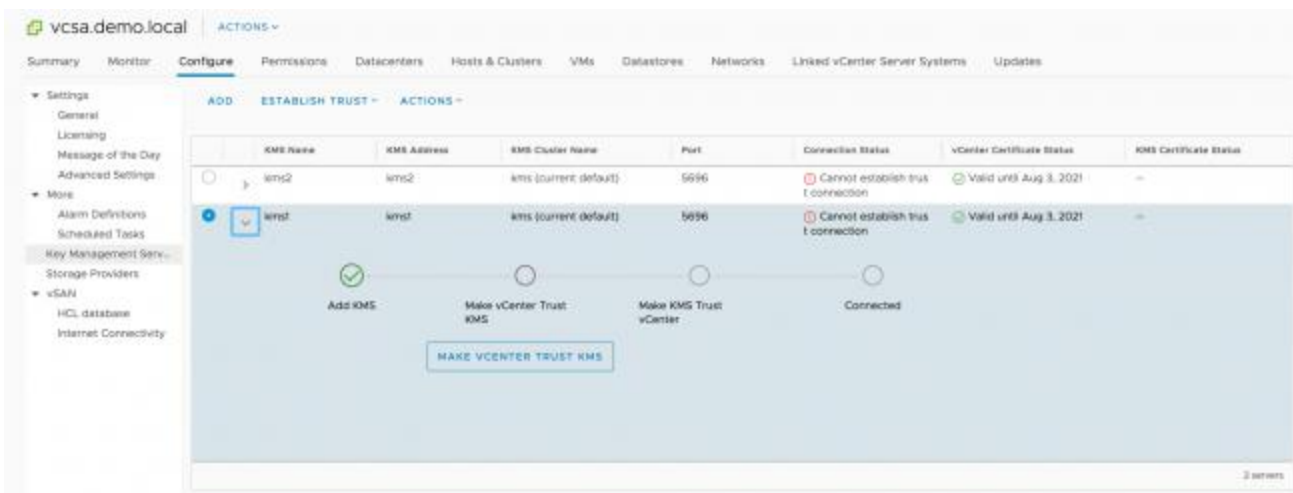 vcsa.demo.local ACTIONS
Summary Monitor Configure Permissions Datacenters Hosts & Clusters VMs Datastores Networks Linked vCenter Server Systems Updates
Settings
General
Licensing
Message of the Day
Advanced Settings
More
Alarm Definitions
Scheduled Tasks
Key Management Serv...
Storage Providers
vSAN
HCL database
Internet Connectivity
ADD ESTABLISH TRUST ACTIONS
KMS Name KMS Address KMS Cluster Name Port Connection Status vCenter Certificate Status KMS Certificate Status
kms2 kms2 kms (current default) 5696 Cannot establish trus Valid until Aug 3, 2021 --
t connection
kms1 kms1 kms (current default) 5696 Cannot establish trus Valid until Aug 3, 2021 --
t connection
Add KMS Make vCenter Trust Make KMS Trust Connected
KMS vCenter
MAKE VCENTER TRUST KMS
2 servers